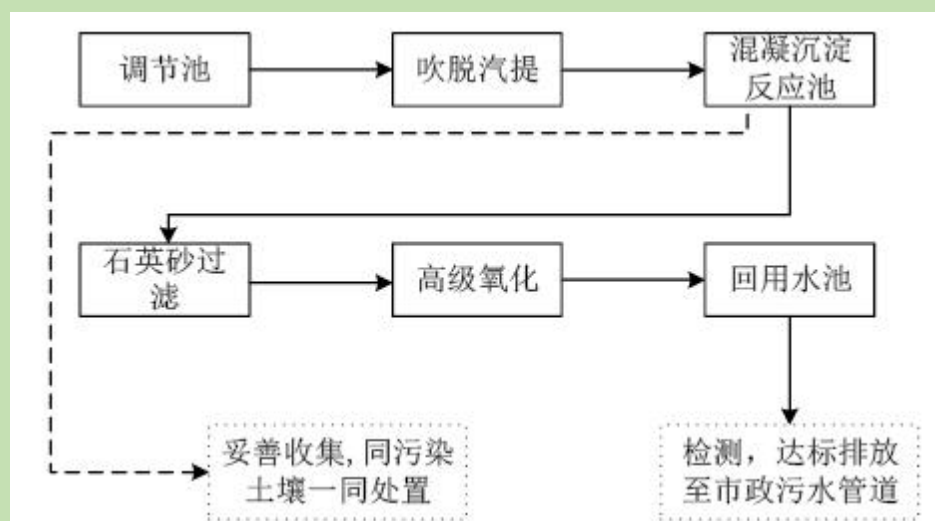 调节池
吹脱汽提
混凝沉淀
反应池
石英砂过
滤
高级氧化
回用水池
妥善收集,同污染
土壤一同处置
检测，达标排放
至市政污水管道